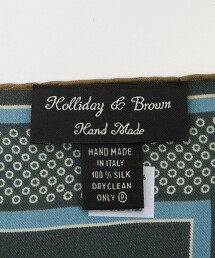 Holliday & Brown
Hand Made
HAND MADE
IN ITALY
100 % SILK
DRY CLEAN
ONLY Ⓟ